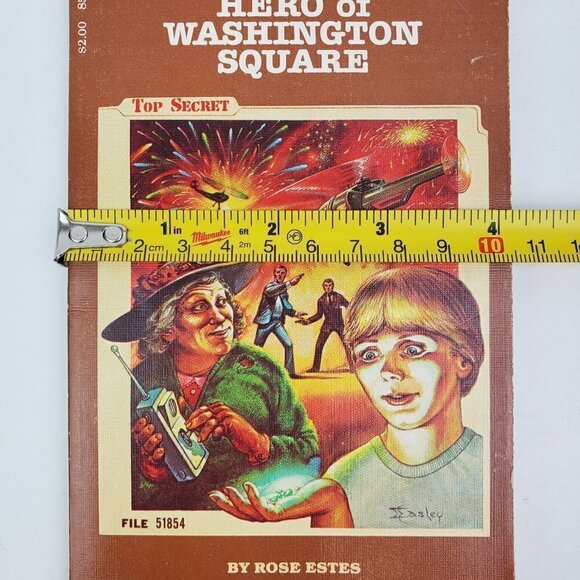 $2.00
HERO of
WASHINGTON
SQUARE
TOP SECRET
1 in Milwaukee 6ft 2 3 4
2 cm 3 4 2m 5 6 7 8 9 10 11
Easley
FILE 51854
BY ROSE ESTES